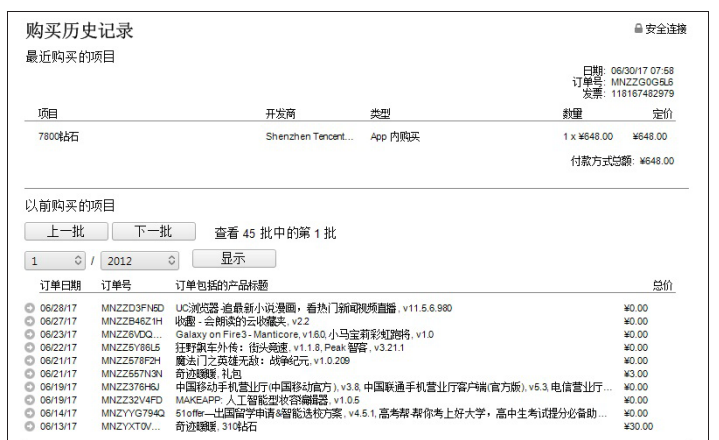 购买历史记录
安全连接
最近购买的项目
日期: 06/30/17 07:58
订单号: MNZZG0G5L6
发票: 118167482979
项目 开发商 类型 数量 定价
7800钻石 Shenzhen Tencent... App 内购买 1 x ¥648.00 ¥648.00
付款方式总额: ¥648.00
以前购买的项目
上一批 下一批 查看 45 批中的第 1 批
1 / 2012 显示
订单日期 订单号 订单包括的产品标题 总价
06/28/17 MNZZD3FN5D UC浏览器-追最新小说漫画，看热门新闻视频直播, v11.5.6.980 ¥0.00
06/27/17 MNZZB46Z1H 收趣 - 会朗读的云收藏夹, v2.2 ¥0.00
06/23/17 MNZZ6VDQ... Galaxy on Fire 3 - Manticore, v1.6.0, 小马宝莉彩虹跑将, v1.0 ¥0.00
06/22/17 MNZZ5Y86L5 狂野飙车外传：街头竞速, v1.1.8, Peak 智客, v3.21.1 ¥0.00
06/21/17 MNZZ578F2H 魔法门之英雄无敌：战争纪元, v1.0.209 ¥0.00
06/21/17 MNZZ557N3N 奇迹暖暖, 礼包 ¥3.00
06/19/17 MNZZ376H6J 中国移动手机营业厅(中国移动官方), v3.8, 中国联通手机营业厅客户端(官方版), v5.3, 电信营业厅... ¥0.00
06/19/17 MNZZ32V4FD MAKEAPP: 人工智能型妆容编辑器, v1.0.5 ¥0.00
06/14/17 MNZYYG794Q 51offer—出国留学申请&智能选校方案, v4.5.1, 高考帮-帮你考上好大学，高中生考试提分必备助... ¥0.00
06/13/17 MNZYXT0V... 奇迹暖暖, 310钻石 ¥30.00